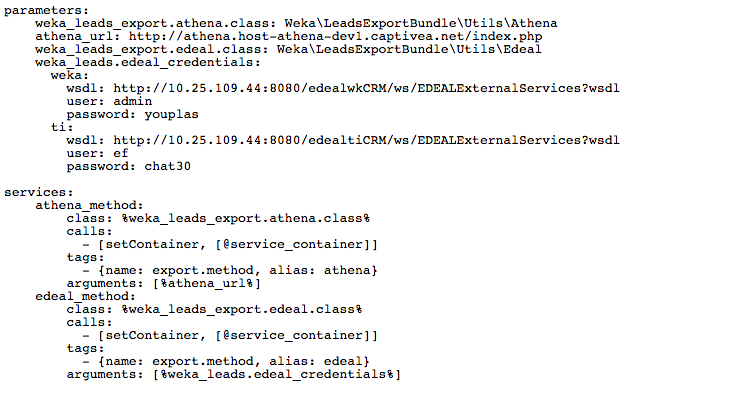 parameters:
    weka_leads_export.athena.class: Weka\LeadsExportBundle\Utils\Athena
    athena_url: http://athena.host-athena-dev1.captivea.net/index.php
    weka_leads_export.edeal.class: Weka\LeadsExportBundle\Utils\Edeal
    weka_leads.edeal_credentials:
      weka:
        wsdl: http://10.25.109.44:8080/edealwkCRM/ws/EDEALExternalServices?wsdl
        user: admin
        password: youplas
      ti:
        wsdl: http://10.25.109.44:8080/edealtiCRM/ws/EDEALExternalServices?wsdl
        user: ef
        password: chat30

services:
    athena_method:
        class: %weka_leads_export.athena.class%
        calls:
          - [setContainer, [@service_container]]
        tags:
          - {name: export.method, alias: athena}
        arguments: [%athena_url%]
    edeal_method:
        class: %weka_leads_export.edeal.class%
        calls:
          - [setContainer, [@service_container]]
        tags:
          - {name: export.method, alias: edeal}
        arguments: [%weka_leads.edeal_credentials%]